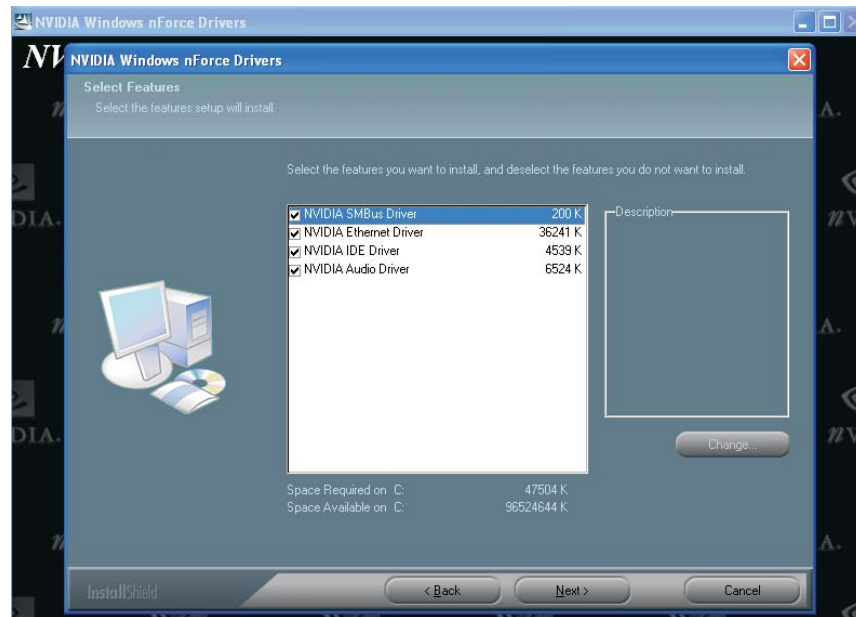 NVIDIA Windows nForce Drivers
NVIDIA Windows nForce Drivers
Select Features
Select the features setup will install.
Select the features you want to install, and deselect the features you do not want to install.
NVIDIA SMBus Driver 200 K
NVIDIA Ethernet Driver 36241 K
NVIDIA IDE Driver 4539 K
NVIDIA Audio Driver 6524 K
Description
Change...
Space Required on C: 47504 K
Space Available on C: 96524644 K
InstallShield
< Back
Next >
Cancel